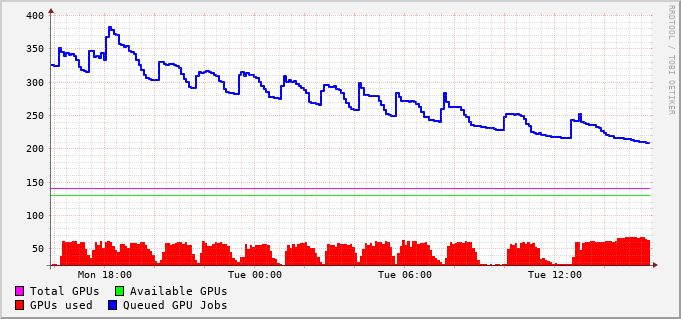 400
350
300
250
200
150
100
50
Mon 18:00 Tue 00:00 Tue 06:00 Tue 12:00
Total GPUs Available GPUs
GPUs used Queued GPU Jobs
RRDTOOL / TOBI OETIKER